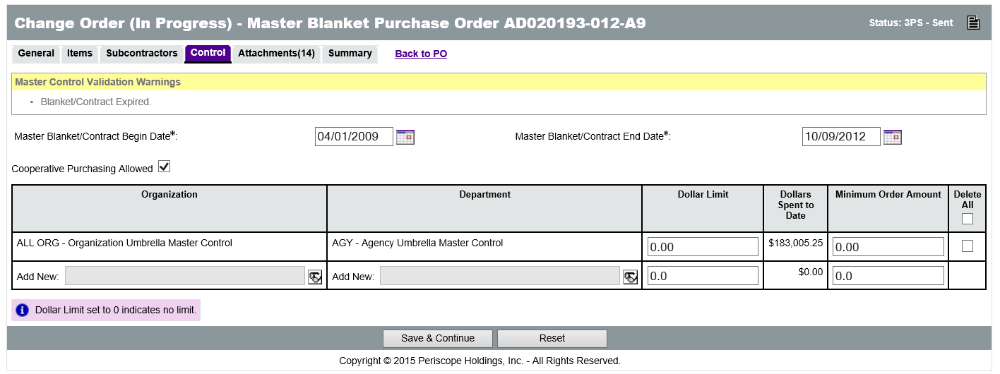 Change Order (In Progress) - Master Blanket Purchase Order AD020193-012-A9
Status: 3PS - Sent
General Items Subcontractors Control Attachments(14) Summary Back to PO
Master Control Validation Warnings
• Blanket/Contract Expired.
Master Blanket/Contract Begin Date*: 04/01/2009 Master Blanket/Contract End Date*: 10/09/2012
Cooperative Purchasing Allowed
Organization Department Dollar Limit Dollars Spent to Date Minimum Order Amount Delete All
ALL ORG - Organization Umbrella Master Control AGY - Agency Umbrella Master Control 0.00 $183,005.25 0.00
Add New: Add New: 0.0 $0.00 0.0
Dollar Limit set to 0 indicates no limit.
Save & Continue Reset
Copyright © 2015 Periscope Holdings, Inc. - All Rights Reserved.